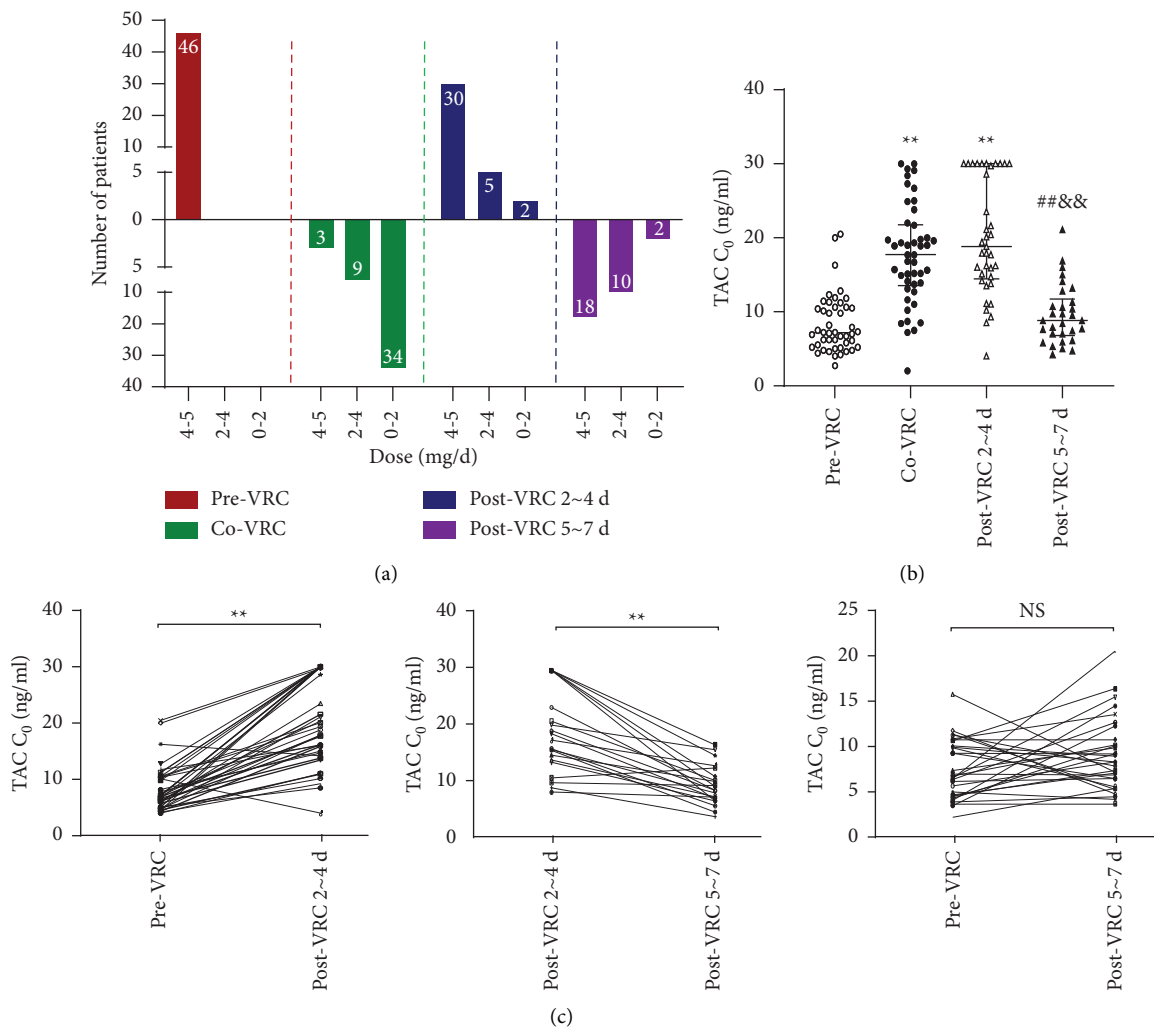 50
40
30
20
10
5
0
5
10
20
30
40
Number of patients
46
3
9
34
30
5
2
18
10
2
4-5
2-4
0-2
4-5
2-4
0-2
4-5
2-4
0-2
4-5
2-4
0-2
Dose (mg/d)
Pre-VRC
Co-VRC
Post-VRC 2~4 d
Post-VRC 5~7 d
(a)
40
30
20
10
0
TAC C₀ (ng/ml)
**
**
##&&
Pre-VRC
Co-VRC
Post-VRC 2~4 d
Post-VRC 5~7 d
(b)
40
30
20
10
0
TAC C₀ (ng/ml)
**
Pre-VRC
Post-VRC 2~4 d
40
30
20
10
0
TAC C₀ (ng/ml)
**
Post-VRC 2~4 d
Post-VRC 5~7 d
25
20
15
10
5
0
TAC C₀ (ng/ml)
NS
Pre-VRC
Post-VRC 5~7 d
(c)